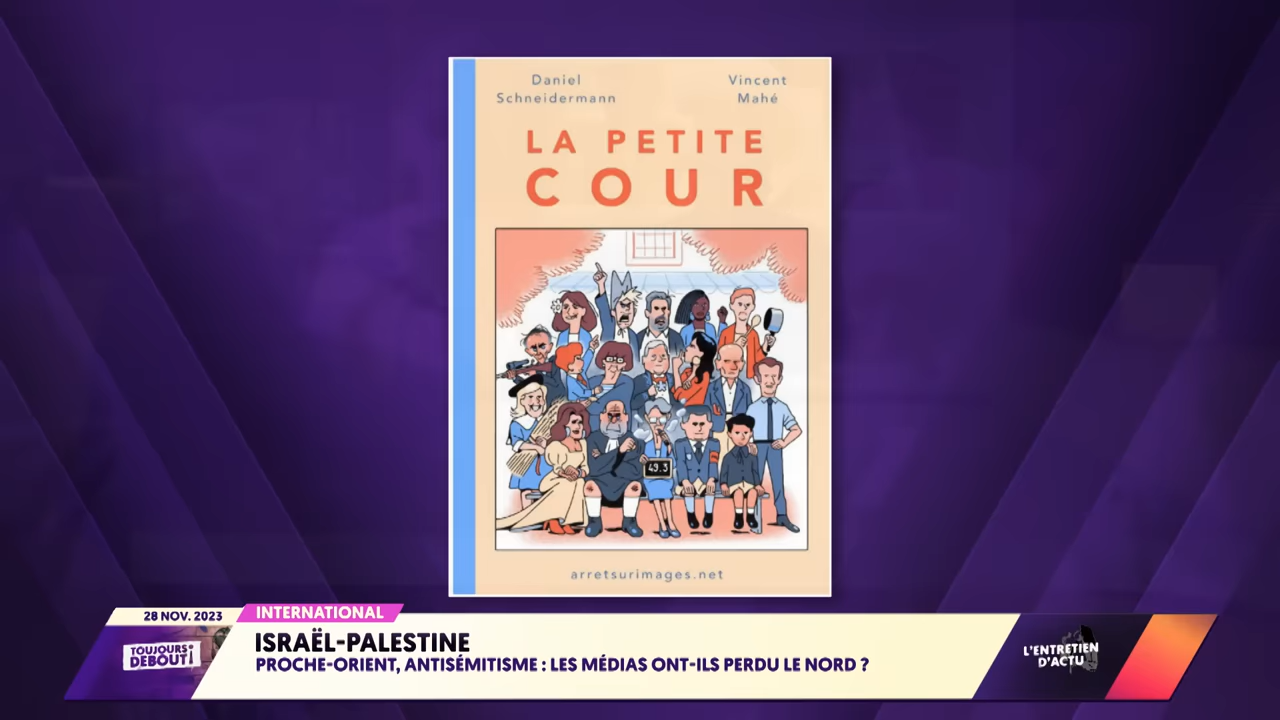 Daniel
Schneidermann
Vincent
Mahé
LA PETITE
COUR
49.3
arretsurimages.net
28 NOV. 2023
INTERNATIONAL
TOUJOURS
DEBOUT!
ISRAËL-PALESTINE
PROCHE-ORIENT, ANTISÉMITISME : LES MÉDIAS ONT-ILS PERDU LE NORD ?
L'ENTRETIEN
D'ACTU